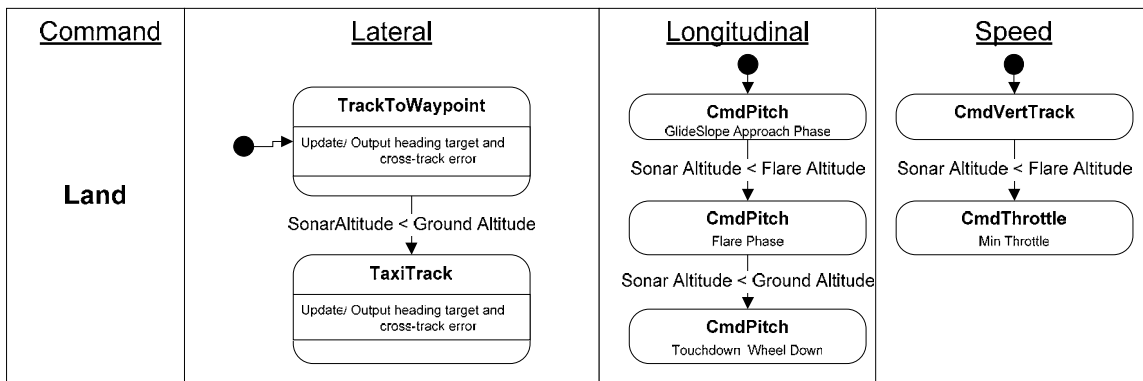 Command
Lateral
Longitudinal
Speed
Land
TrackToWaypoint
Update/ Output heading target and
cross-track error
SonarAltitude < Ground Altitude
TaxiTrack
Update/ Output heading target and
cross-track error
CmdPitch
GlideSlope Approach Phase
Sonar Altitude < Flare Altitude
CmdPitch
Flare Phase
Sonar Altitude < Ground Altitude
CmdPitch
Touchdown Wheel Down
CmdVertTrack
Sonar Altitude < Flare Altitude
CmdThrottle
Min Throttle